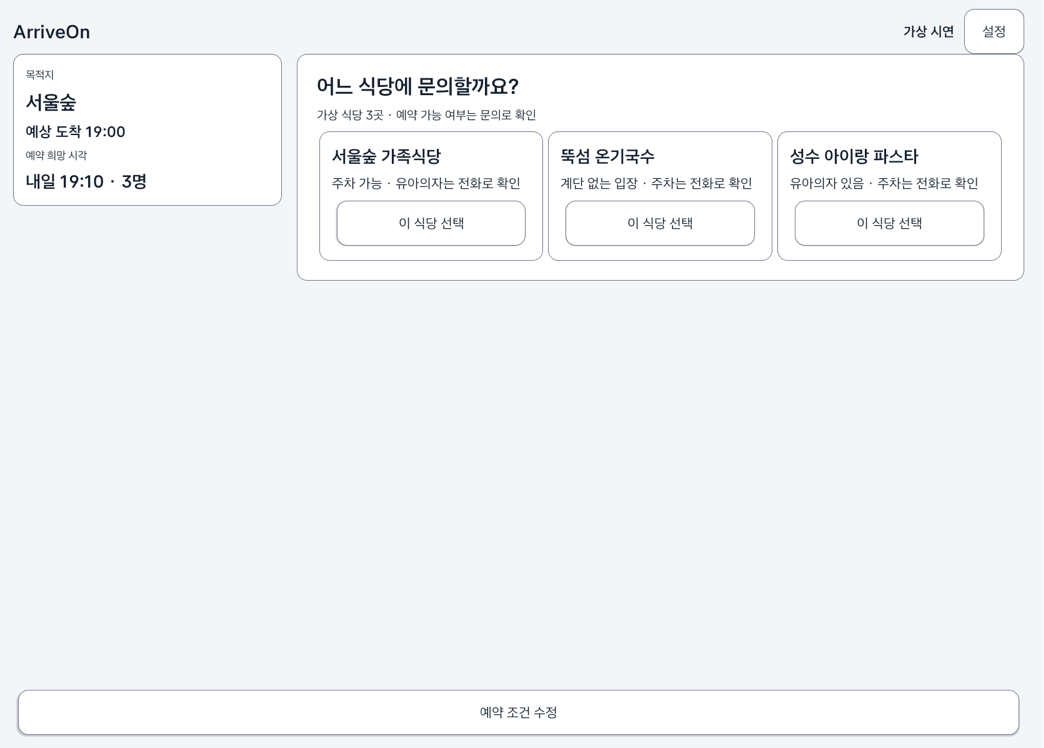 ArriveOn
가상 시연
설정
목적지
서울숲
예상 도착 19:00
예약 희망 시각
내일 19:10 · 3명
어느 식당에 문의할까요?
가상 식당 3곳 · 예약 가능 여부는 문의로 확인
서울숲 가족식당
주차 가능 · 유아의자는 전화로 확인
이 식당 선택
뚝섬 온기국수
계단 없는 입장 · 주차는 전화로 확인
이 식당 선택
성수 아이랑 파스타
유아의자 있음 · 주차는 전화로 확인
이 식당 선택
예약 조건 수정